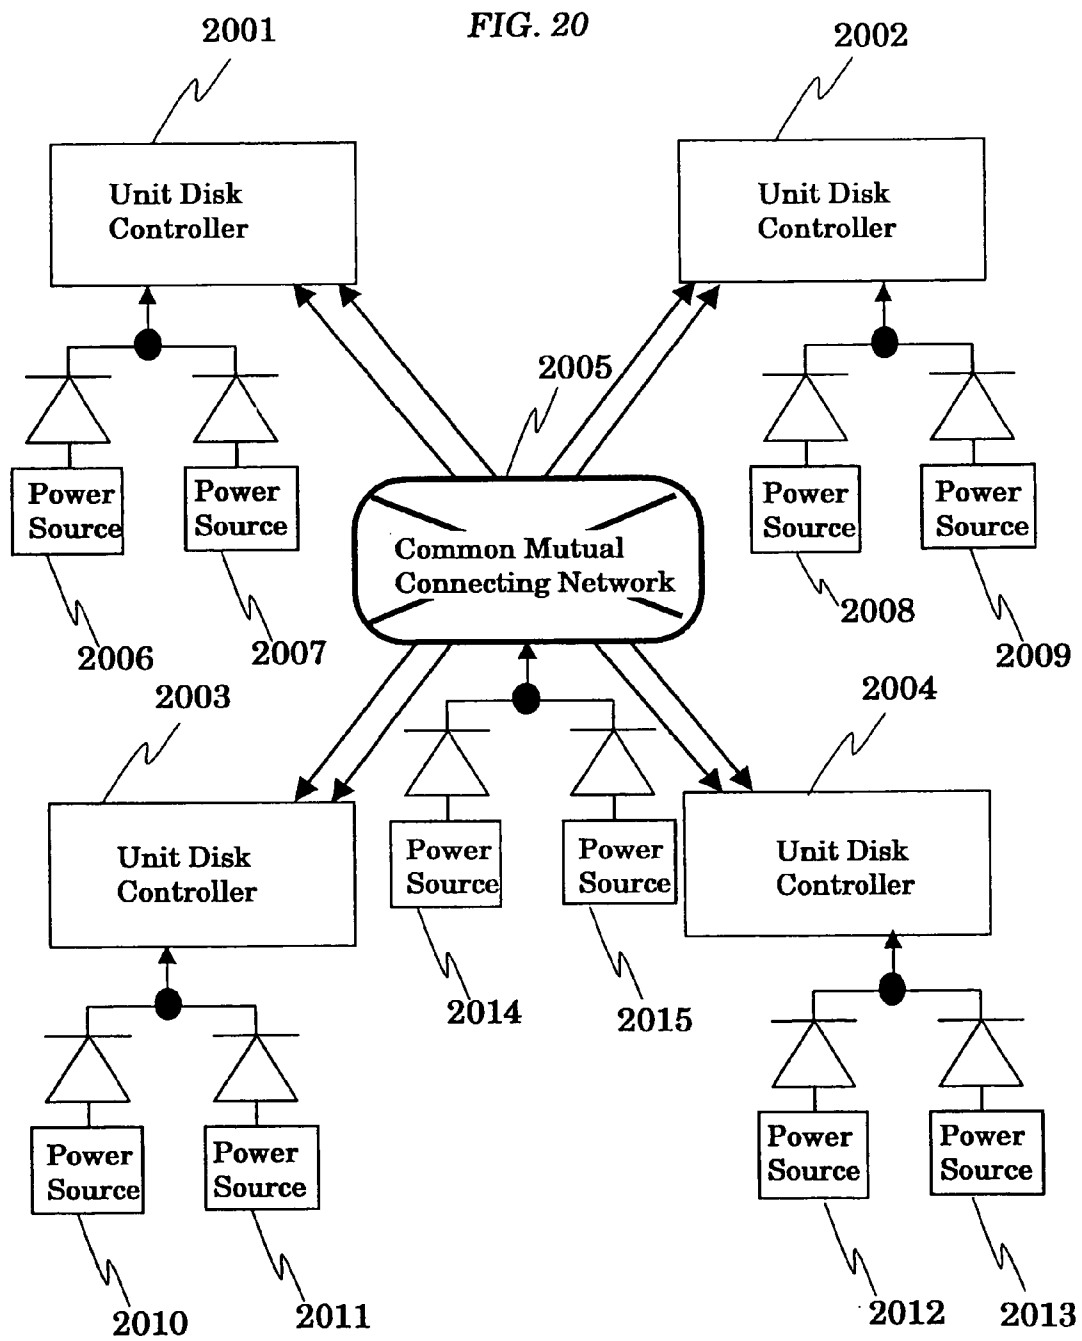 FIG. 20
2001
2002
Unit Disk
Controller
Unit Disk
Controller
2005
Power
Source
Power
Source
Power
Source
Power
Source
Common Mutual
Connecting Network
2006
2007
2008
2009
2003
2004
Unit Disk
Controller
Power
Source
Power
Source
Unit Disk
Controller
2014
2015
Power
Source
Power
Source
Power
Source
Power
Source
2010
2011
2012
2013